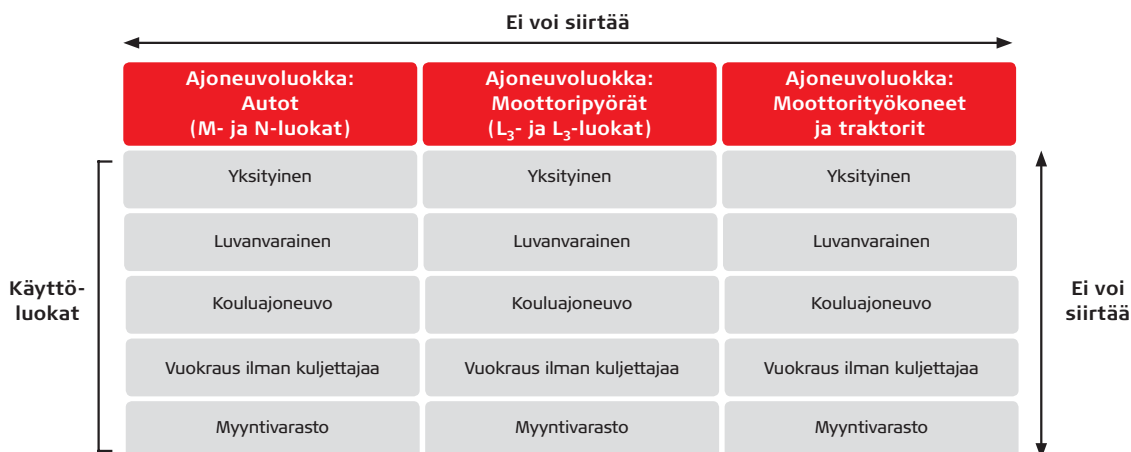 Ei voi siirtää
Ajoneuvoluokka:
Autot
(M- ja N-luokat)
Ajoneuvoluokka:
Moottoripyörät
(L₃- ja L₃-luokat)
Ajoneuvoluokka:
Moottorityökoneet
ja traktorit
Käyttö-
luokat
Yksityinen
Yksityinen
Yksityinen
Luvanvarainen
Luvanvarainen
Luvanvarainen
Kouluajoneuvo
Kouluajoneuvo
Kouluajoneuvo
Vuokraus ilman kuljettajaa
Vuokraus ilman kuljettajaa
Vuokraus ilman kuljettajaa
Myyntivarasto
Myyntivarasto
Myyntivarasto
Ei voi
siirtää